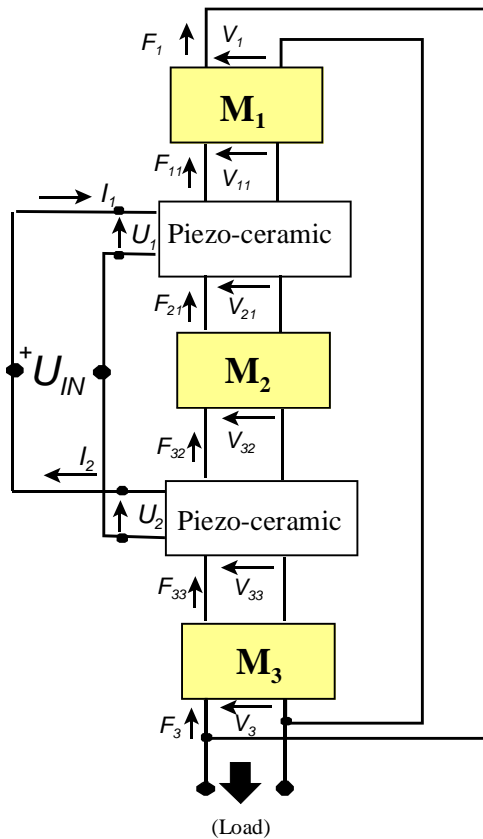 F1 V1
M1
F11 V11
I1
U1 Piezo-ceramic
F21 V21
+ UIN M2
F32 V32
I2
U2 Piezo-ceramic
F33 V33
M3
F3 V3
(Load)